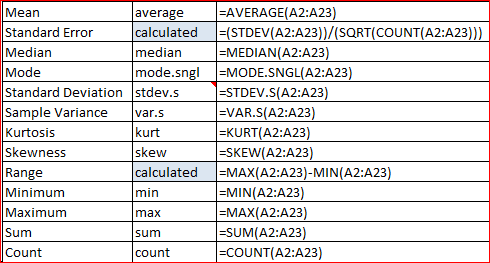 Mean average =AVERAGE(A2:A23)
Standard Error calculated =(STDEV(A2:A23))/(SQRT(COUNT(A2:A23)))
Median median =MEDIAN(A2:A23)
Mode mode.sngl =MODE.SNGL(A2:A23)
Standard Deviation stdev.s =STDEV.S(A2:A23)
Sample Variance var.s =VAR.S(A2:A23)
Kurtosis kurt =KURT(A2:A23)
Skewness skew =SKEW(A2:A23)
Range calculated =MAX(A2:A23)-MIN(A2:A23)
Minimum min =MIN(A2:A23)
Maximum max =MAX(A2:A23)
Sum sum =SUM(A2:A23)
Count count =COUNT(A2:A23)